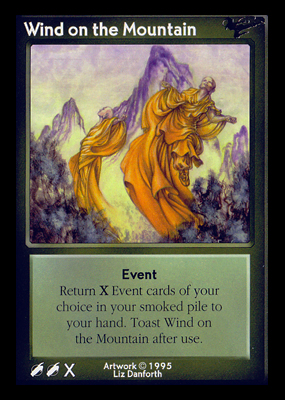 Wind on the Mountain
Event
Return X Event cards of your
choice in your smoked pile to
your hand. Toast Wind on
the Mountain after use.
X
Artwork © 1995
Liz Danforth